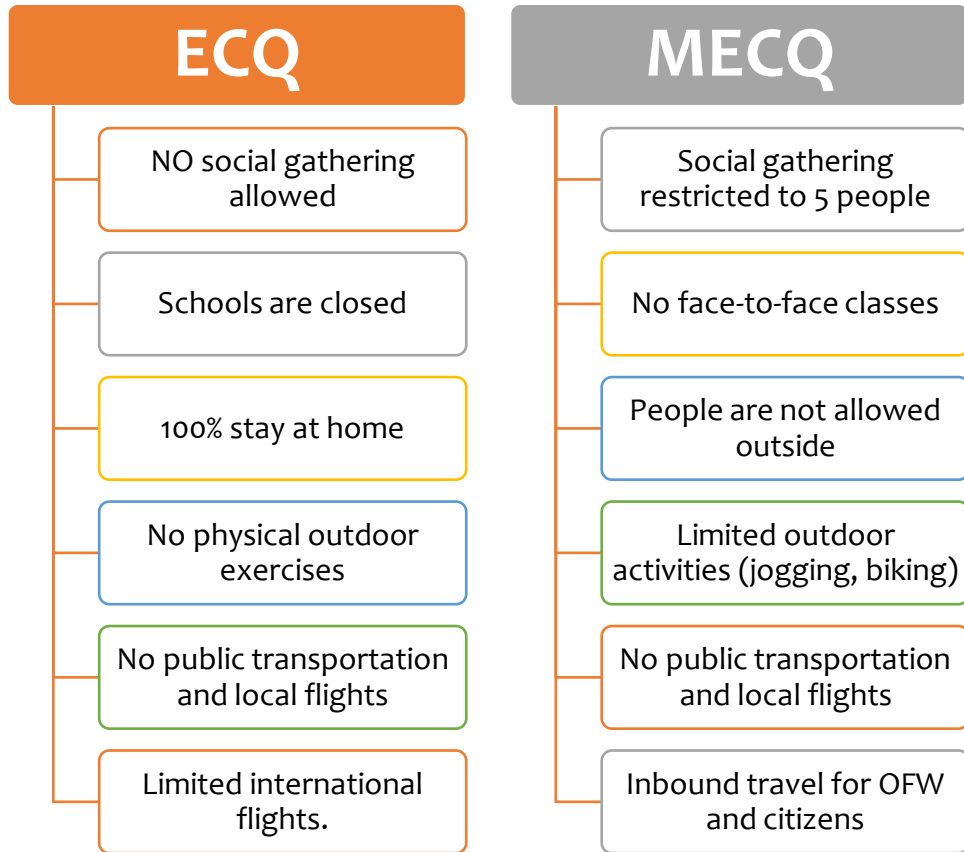 ECQ
NO social gathering
allowed
Schools are closed
100% stay at home
No physical outdoor
exercises
No public transportation
and local flights
Limited international
flights.
MECQ
Social gathering
restricted to 5 people
No face-to-face classes
People are not allowed
outside
Limited outdoor
activities (jogging, biking)
No public transportation
and local flights
Inbound travel for OFW
and citizens